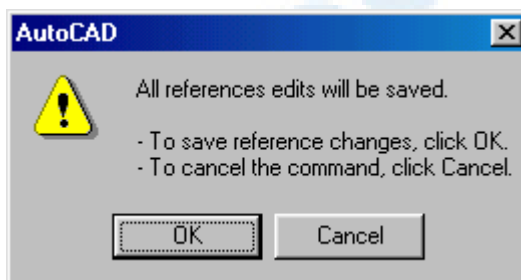 AutoCAD
All references edits will be saved.
- To save reference changes, click OK.
- To cancel the command, click Cancel.
OK
Cancel